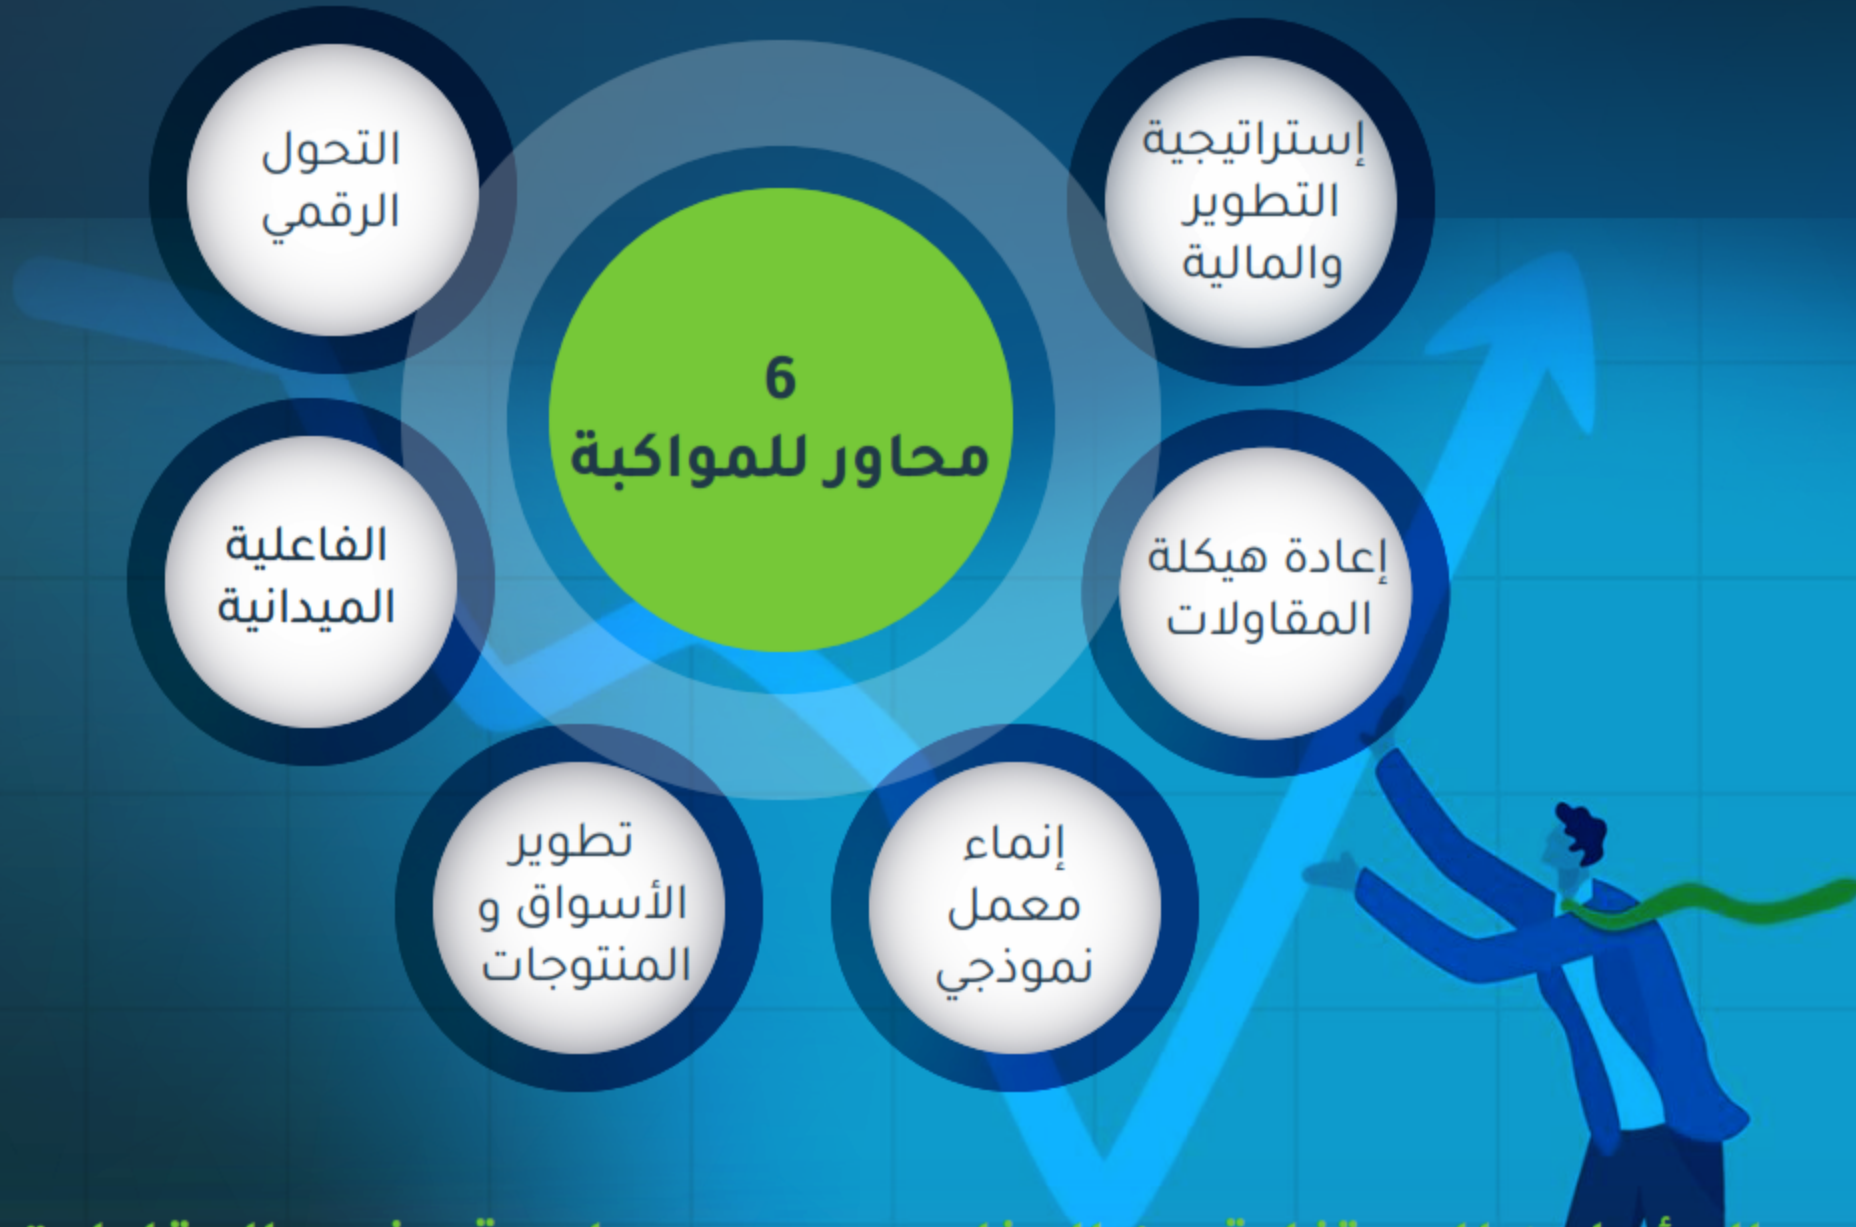 6
محاور للمواكبة
إستراتيجية
التطوير
والمالية
إعادة هيكلة
المقاولات
إنماء
معمل
نموذجي
تطوير
الأسواق و
المنتوجات
الفاعلية
الميدانية
التحول
الرقمي